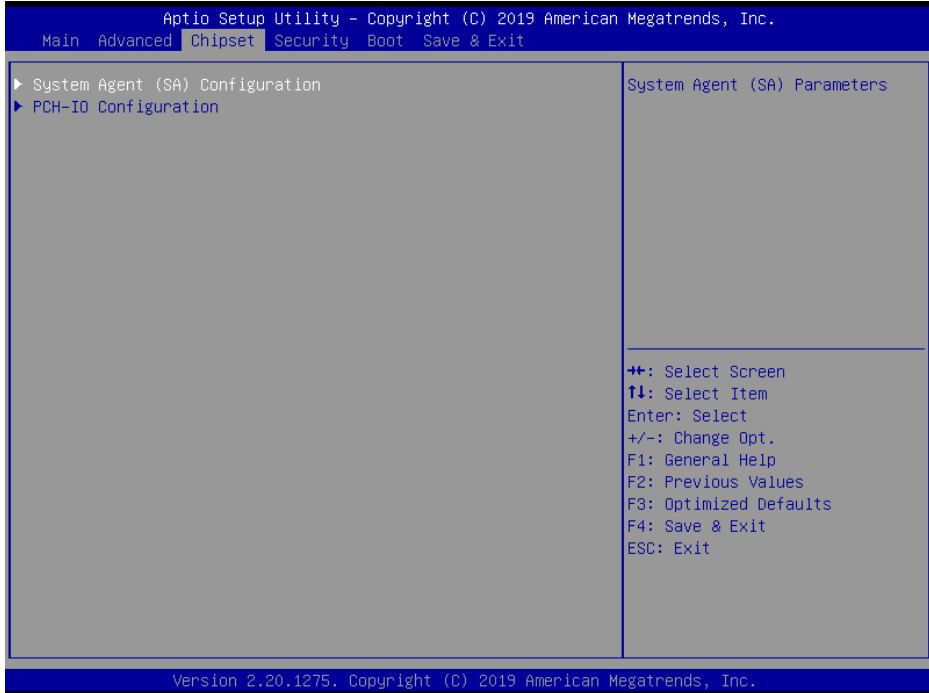 Aptio Setup Utility – Copyright (C) 2019 American Megatrends, Inc.
Main Advanced Chipset Security Boot Save & Exit
▶ System Agent (SA) Configuration
▶ PCH-IO Configuration
System Agent (SA) Parameters
→←: Select Screen
↑↓: Select Item
Enter: Select
+/-: Change Opt.
F1: General Help
F2: Previous Values
F3: Optimized Defaults
F4: Save & Exit
ESC: Exit
Version 2.20.1275. Copyright (C) 2019 American Megatrends, Inc.